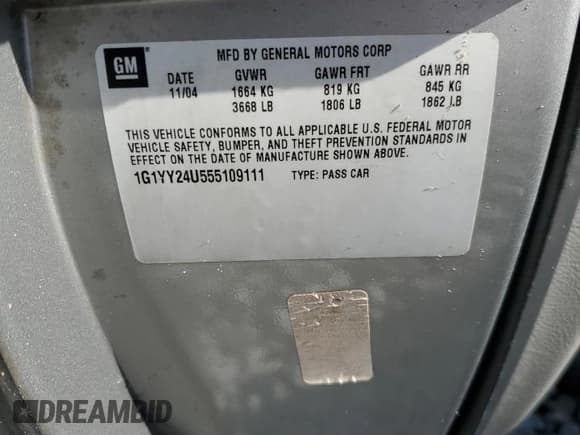 GM
MFD BY GENERAL MOTORS CORP
DATE GVWR GAWR FRT GAWR RR
11/04 1664 KG 819 KG 845 KG
3668 LB 1806 LB 1862 LB
THIS VEHICLE CONFORMS TO ALL APPLICABLE U.S. FEDERAL MOTOR
VEHICLE SAFETY, BUMPER, AND THEFT PREVENTION STANDARDS IN
EFFECT ON THE DATE OF MANUFACTURE SHOWN ABOVE.
1G1YY24U555109111 TYPE: PASS CAR
DREAMBID